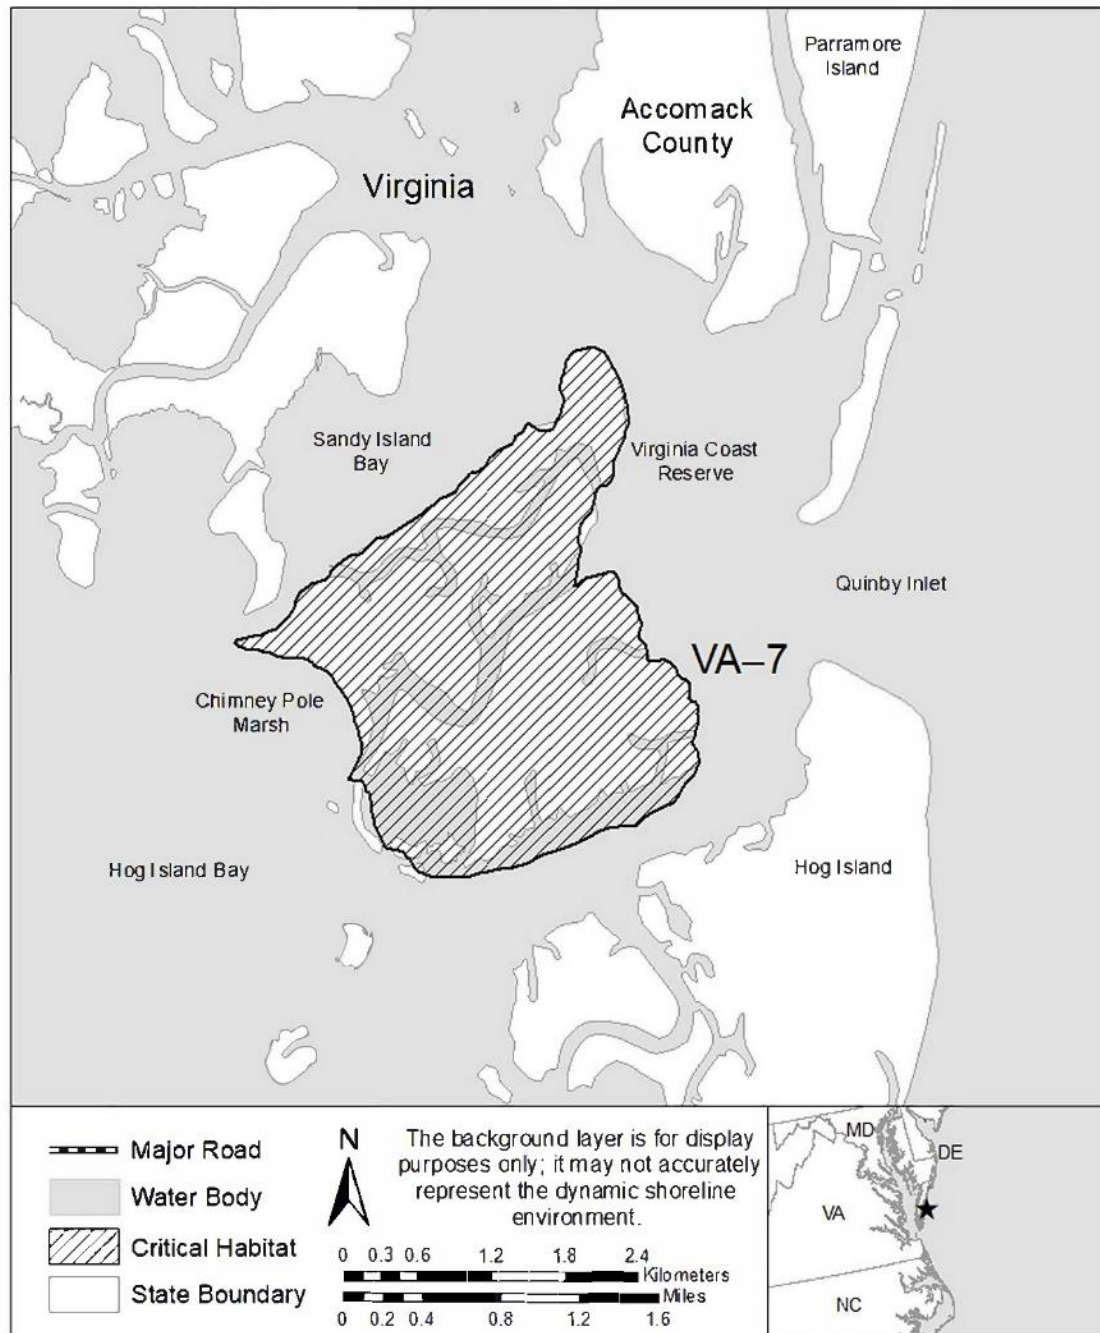 Parramore
Island
Accomack
County
Virginia
Sandy Island
Bay
Virginia Coast
Reserve
Quinby Inlet
VA–7
Chimney Pole
Marsh
Hog Island Bay
Hog Island
Major Road
Water Body
Critical Habitat
State Boundary
N
The background layer is for display
purposes only; it may not accurately
represent the dynamic shoreline
environment.
0 0.3 0.6 1.2 1.8 2.4
Kilometers
Miles
0 0.2 0.4 0.8 1.2 1.6
MD
DE
VA
NC